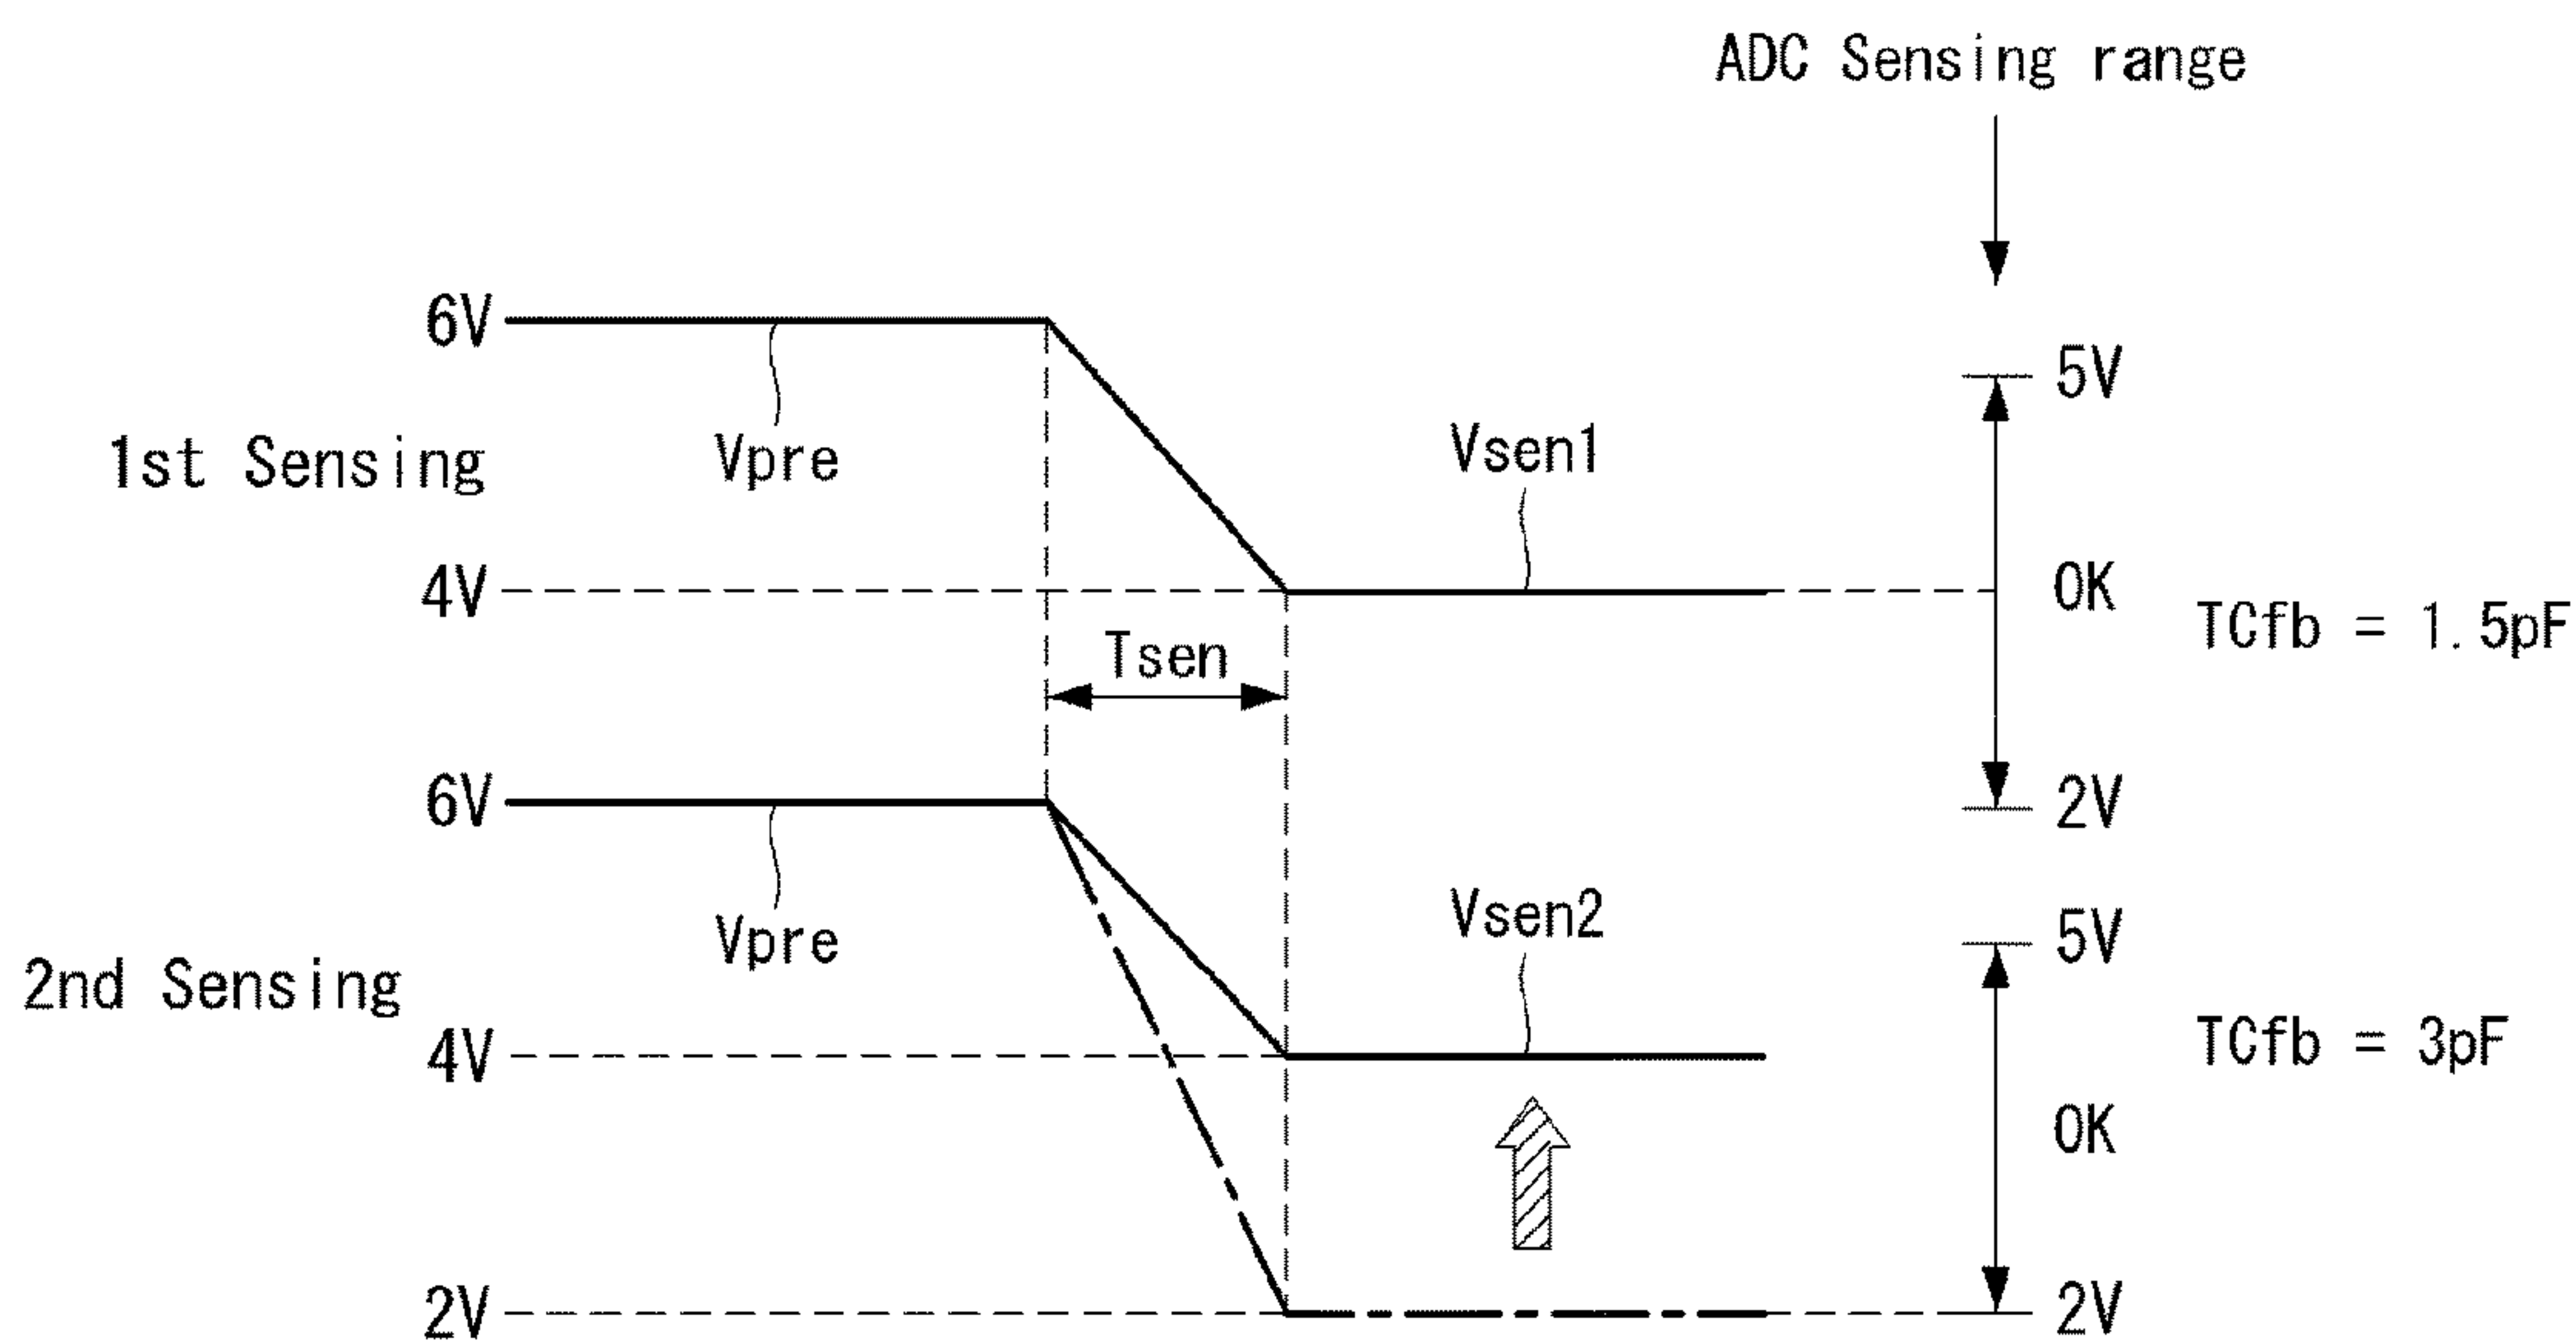 ADC Sensing range
6V
5V
1st Sensing
Vpre
Vsen1
4V
OK
TCfb = 1.5pF
Tsen
6V
2V
Vpre
Vsen2
5V
2nd Sensing
4V
TCfb = 3pF
OK
2V
2V